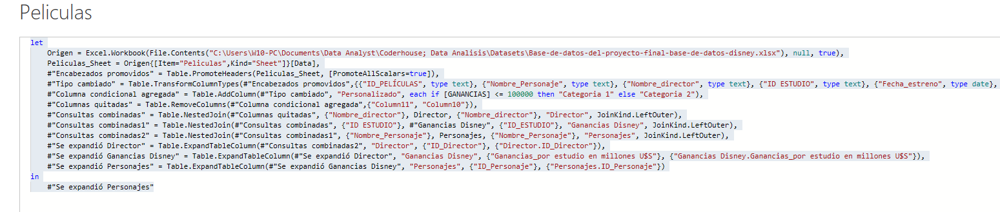 Peliculas
let
Origen = Excel.Workbook(File.Contents("C:\Users\W10-PC\Documents\Data Analyst\Coderhouse; Data Analisis\Datasets\Base-de-datos-del-proyecto-final-base-de-datos-disney.xlsx"), null, true),
Peliculas_Sheet = Origen{[Item="Peliculas",Kind="Sheet"]}[Data],
#"Encabezados promovidos" = Table.PromoteHeaders(Peliculas_Sheet, [PromoteAllScalars=true]),
#"Tipo cambiado" = Table.TransformColumnTypes(#"Encabezados promovidos",{{"ID_PELÍCULAS", type text}, {"Nombre_Personaje", type text}, {"Nombre_director", type text}, {"ID ESTUDIO", type text}, {"Fecha_estreno", type date},
#"Columna condicional agregada" = Table.AddColumn(#"Tipo cambiado", "Personalizado", each if [GANANCIAS] <= 100000 then "Categoria 1" else "Categoria 2"),
#"Columnas quitadas" = Table.RemoveColumns(#"Columna condicional agregada",{"Column11", "Column10"}),
#"Consultas combinadas" = Table.NestedJoin(#"Columnas quitadas", {"Nombre_director"}, Director, {"Nombre_director"}, "Director", JoinKind.LeftOuter),
#"Consultas combinadas1" = Table.NestedJoin(#"Consultas combinadas", {"ID ESTUDIO"}, #"Ganancias Disney", {"ID_ESTUDIO"}, "Ganancias Disney", JoinKind.LeftOuter),
#"Consultas combinadas2" = Table.NestedJoin(#"Consultas combinadas1", {"Nombre_Personaje"}, Personajes, {"Nombre_Personaje"}, "Personajes", JoinKind.LeftOuter),
#"Se expandió Director" = Table.ExpandTableColumn(#"Consultas combinadas2", "Director", {"ID_Director"}, {"Director.ID_Director"}),
#"Se expandió Ganancias Disney" = Table.ExpandTableColumn(#"Se expandió Director", "Ganancias Disney", {"Ganancias_por estudio en millones U$S"}, {"Ganancias Disney.Ganancias_por estudio en millones U$S"}),
#"Se expandió Personajes" = Table.ExpandTableColumn(#"Se expandió Ganancias Disney", "Personajes", {"ID_Personaje"}, {"Personajes.ID_Personaje"})
in
#"Se expandió Personajes"